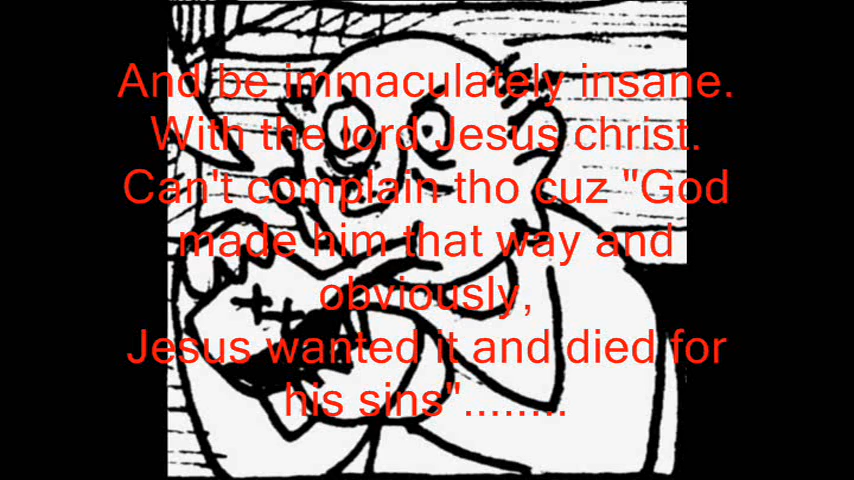 And be immaculately insane.
With the lord Jesus christ.
Can't complain tho cuz "God
made him that way and
obviously,
Jesus wanted it and died for
his sins"........